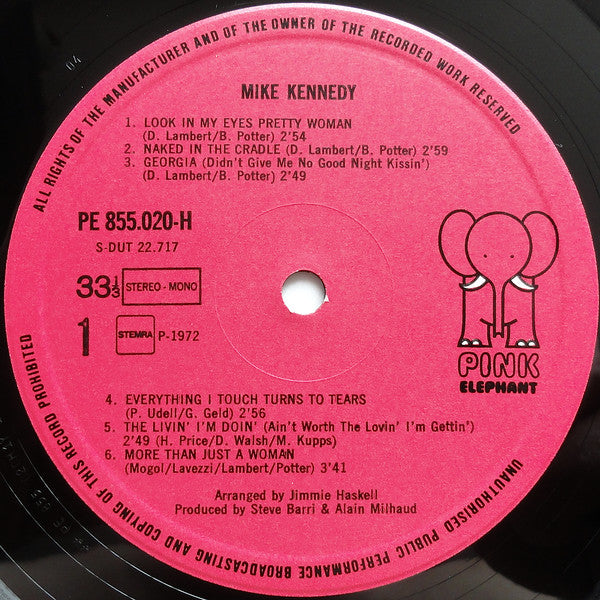 ALL RIGHTS OF THE MANUFACTURER AND OF THE OWNER OF THE RECORDED WORK RESERVED
04
MIKE KENNEDY
1. LOOK IN MY EYES PRETTY WOMAN
(D. Lambert/B. Potter) 2'54
2. NAKED IN THE CRADLE (D. Lambert/B. Potter) 2'59
3. GEORGIA (Didn't Give Me No Good Night Kissin')
(D. Lambert/B. Potter) 2'49
PE 855.020-H
S-DUT 22.717
33⅓ STEREO - MONO
1 STEMRA P-1972
PINK
ELEPHANT
4. EVERYTHING I TOUCH TURNS TO TEARS
(P. Udell/G. Geld) 2'56
5. THE LIVIN' I'M DOIN' (Ain't Worth The Lovin' I'm Gettin')
2'49 (H. Price/D. Walsh/M. Kupps)
6. MORE THAN JUST A WOMAN
(Mogol/Lavezzi/Lambert/Potter) 3'41
Arranged by Jimmie Haskell
Produced by Steve Barri & Alain Milhaud
UNAUTHORISED PUBLIC PERFORMANCE BROADCASTING AND COPYING OF THIS RECORD PROHIBITED